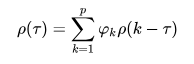 ρ(τ) = ∑_{k=1}^{p} φ_k ρ(k − τ)